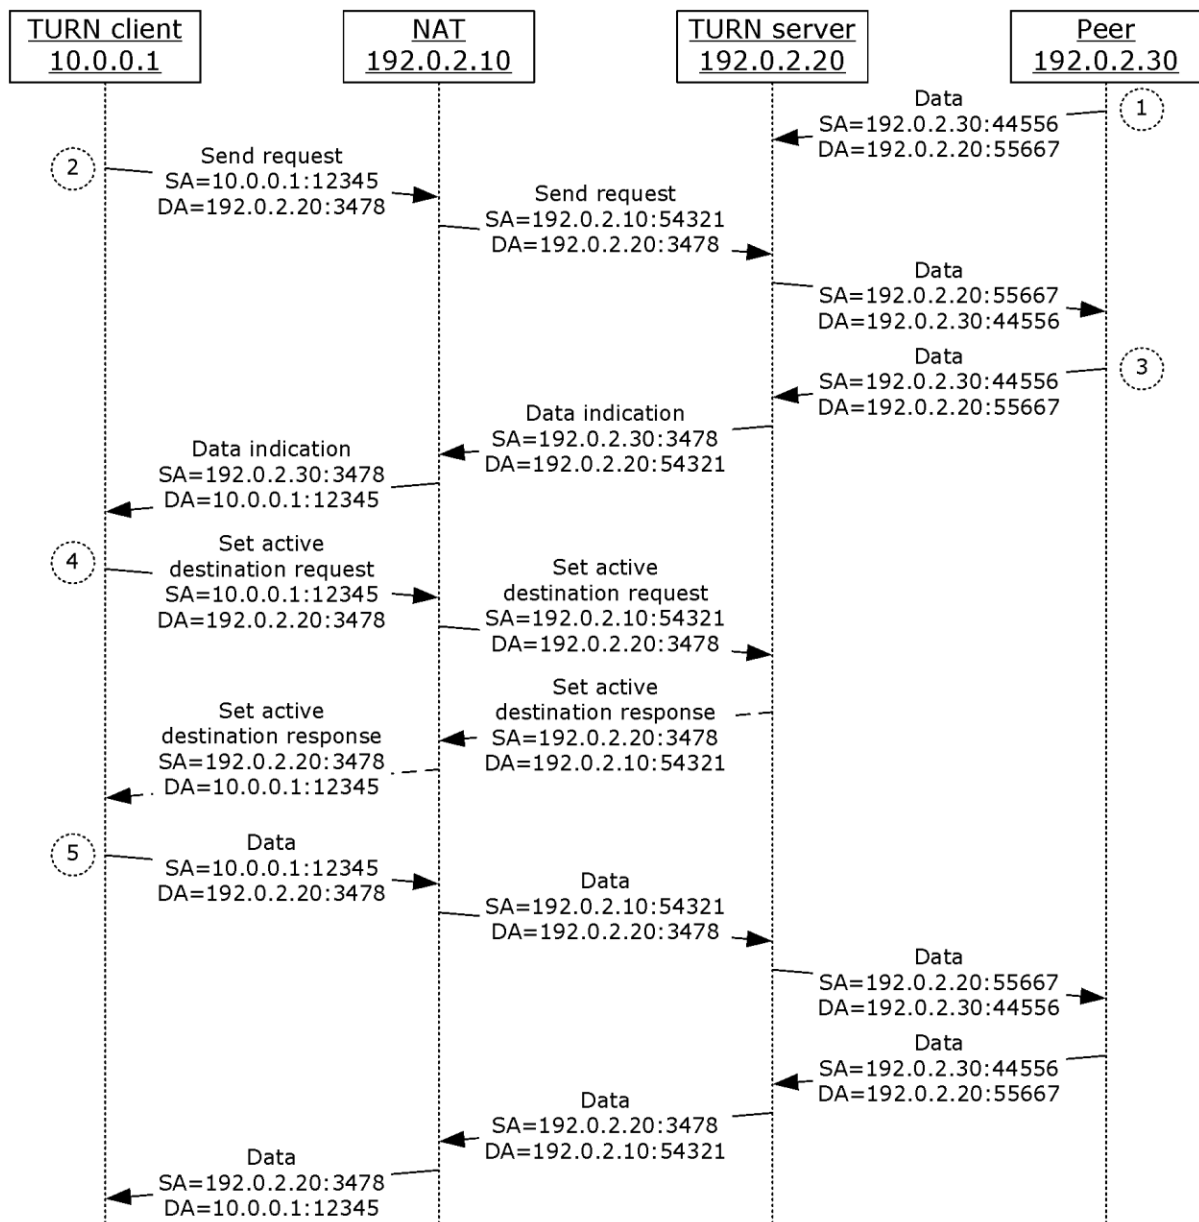 TURN client
10.0.0.1
NAT
192.0.2.10
TURN server
192.0.2.20
Peer
192.0.2.30
1
Data
SA=192.0.2.30:44556
DA=192.0.2.20:55667
2
Send request
SA=10.0.0.1:12345
DA=192.0.2.20:3478
Send request
SA=192.0.2.10:54321
DA=192.0.2.20:3478
Data
SA=192.0.2.20:55667
DA=192.0.2.30:44556
3
Data
SA=192.0.2.30:44556
DA=192.0.2.20:55667
Data indication
SA=192.0.2.30:3478
DA=192.0.2.20:54321
Data indication
SA=192.0.2.30:3478
DA=10.0.0.1:12345
4
Set active
destination request
SA=10.0.0.1:12345
DA=192.0.2.20:3478
Set active
destination request
SA=192.0.2.10:54321
DA=192.0.2.20:3478
Set active
destination response
SA=192.0.2.20:3478
DA=192.0.2.10:54321
Set active
destination response
SA=192.0.2.20:3478
DA=10.0.0.1:12345
5
Data
SA=10.0.0.1:12345
DA=192.0.2.20:3478
Data
SA=192.0.2.10:54321
DA=192.0.2.20:3478
Data
SA=192.0.2.20:55667
DA=192.0.2.30:44556
Data
SA=192.0.2.30:44556
DA=192.0.2.20:55667
Data
SA=192.0.2.20:3478
DA=192.0.2.10:54321
Data
SA=192.0.2.20:3478
DA=10.0.0.1:12345